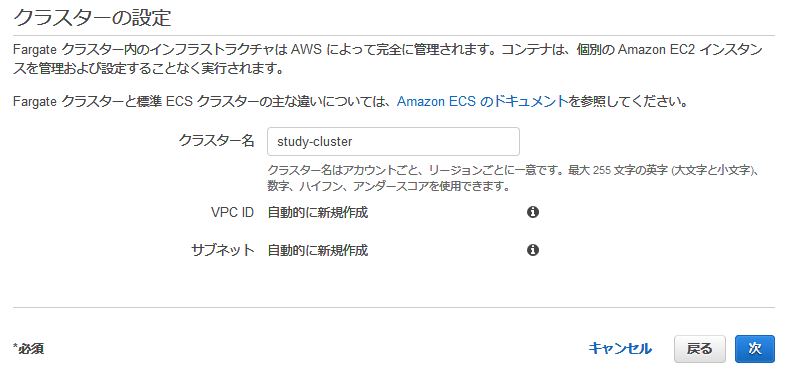 クラスターの設定
Fargate クラスター内のインフラストラクチャは AWS によって完全に管理されます。コンテナは、個別の Amazon EC2 インスタン
スを管理および設定することなく実行されます。
Fargate クラスターと標準 ECS クラスターの主な違いについては、Amazon ECS のドキュメントを参照してください。
クラスター名 study-cluster
クラスター名はアカウントごと、リージョンごとに一意です。最大 255 文字の英字 (大文字と小文字)、
数字、ハイフン、アンダースコアを使用できます。
VPC ID 自動的に新規作成
サブネット 自動的に新規作成
*必須 キャンセル 戻る 次